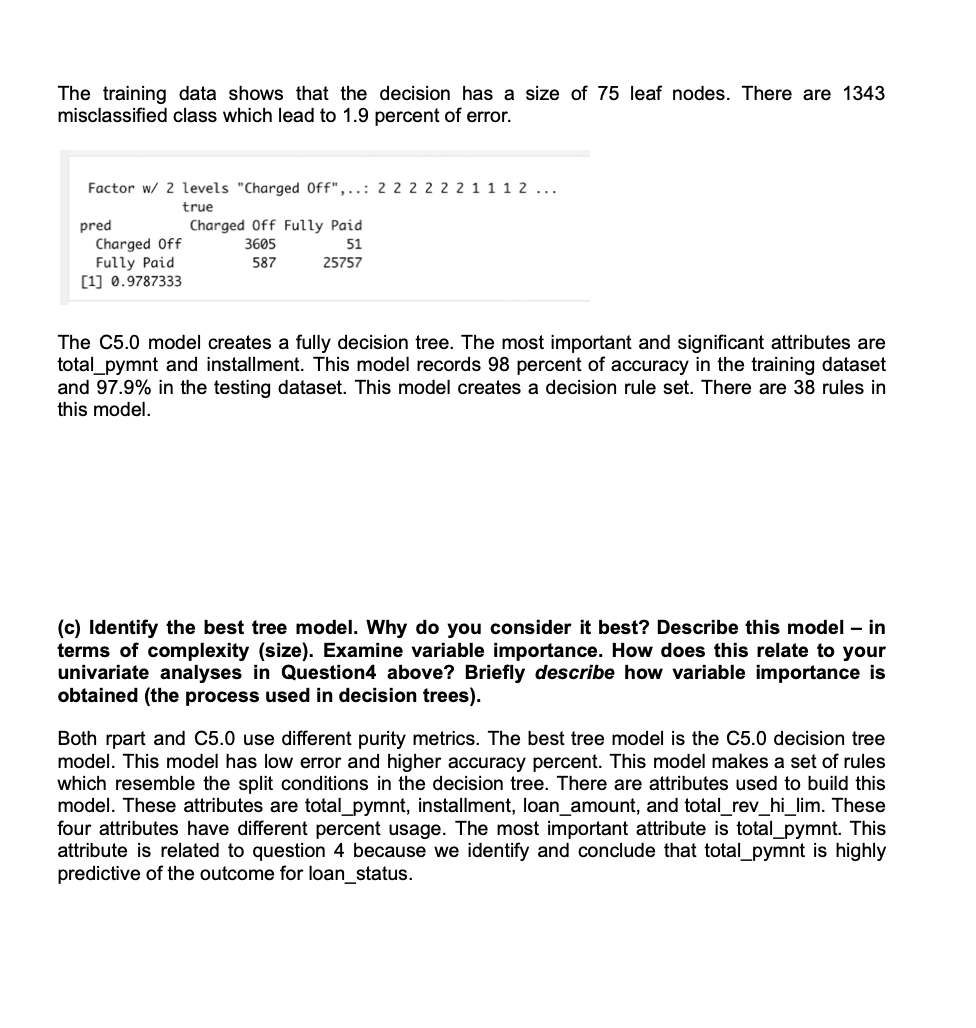 The training data shows that the decision has a size of 75 leaf nodes. There are 1343
misclassified class which lead to 1.9 percent of error.
Factor w/ 2 levels "Charged Off",..: 2 2 2 2 2 2 1 1 1 2 ...
true
pred Charged Off Fully Paid
Charged Off 3605 51
Fully Paid 587 25757
[1] 0.9787333
The C5.0 model creates a fully decision tree. The most important and significant attributes are
total_pymnt and installment. This model records 98 percent of accuracy in the training dataset
and 97.9% in the testing dataset. This model creates a decision rule set. There are 38 rules in
this model.
(c) Identify the best tree model. Why do you consider it best? Describe this model – in
terms of complexity (size). Examine variable importance. How does this relate to your
univariate analyses in Question4 above? Briefly describe how variable importance is
obtained (the process used in decision trees).
Both rpart and C5.0 use different purity metrics. The best tree model is the C5.0 decision tree
model. This model has low error and higher accuracy percent. This model makes a set of rules
which resemble the split conditions in the decision tree. There are attributes used to build this
model. These attributes are total_pymnt, installment, loan_amount, and total_rev_hi_lim. These
four attributes have different percent usage. The most important attribute is total_pymnt. This
attribute is related to question 4 because we identify and conclude that total_pymnt is highly
predictive of the outcome for loan_status.